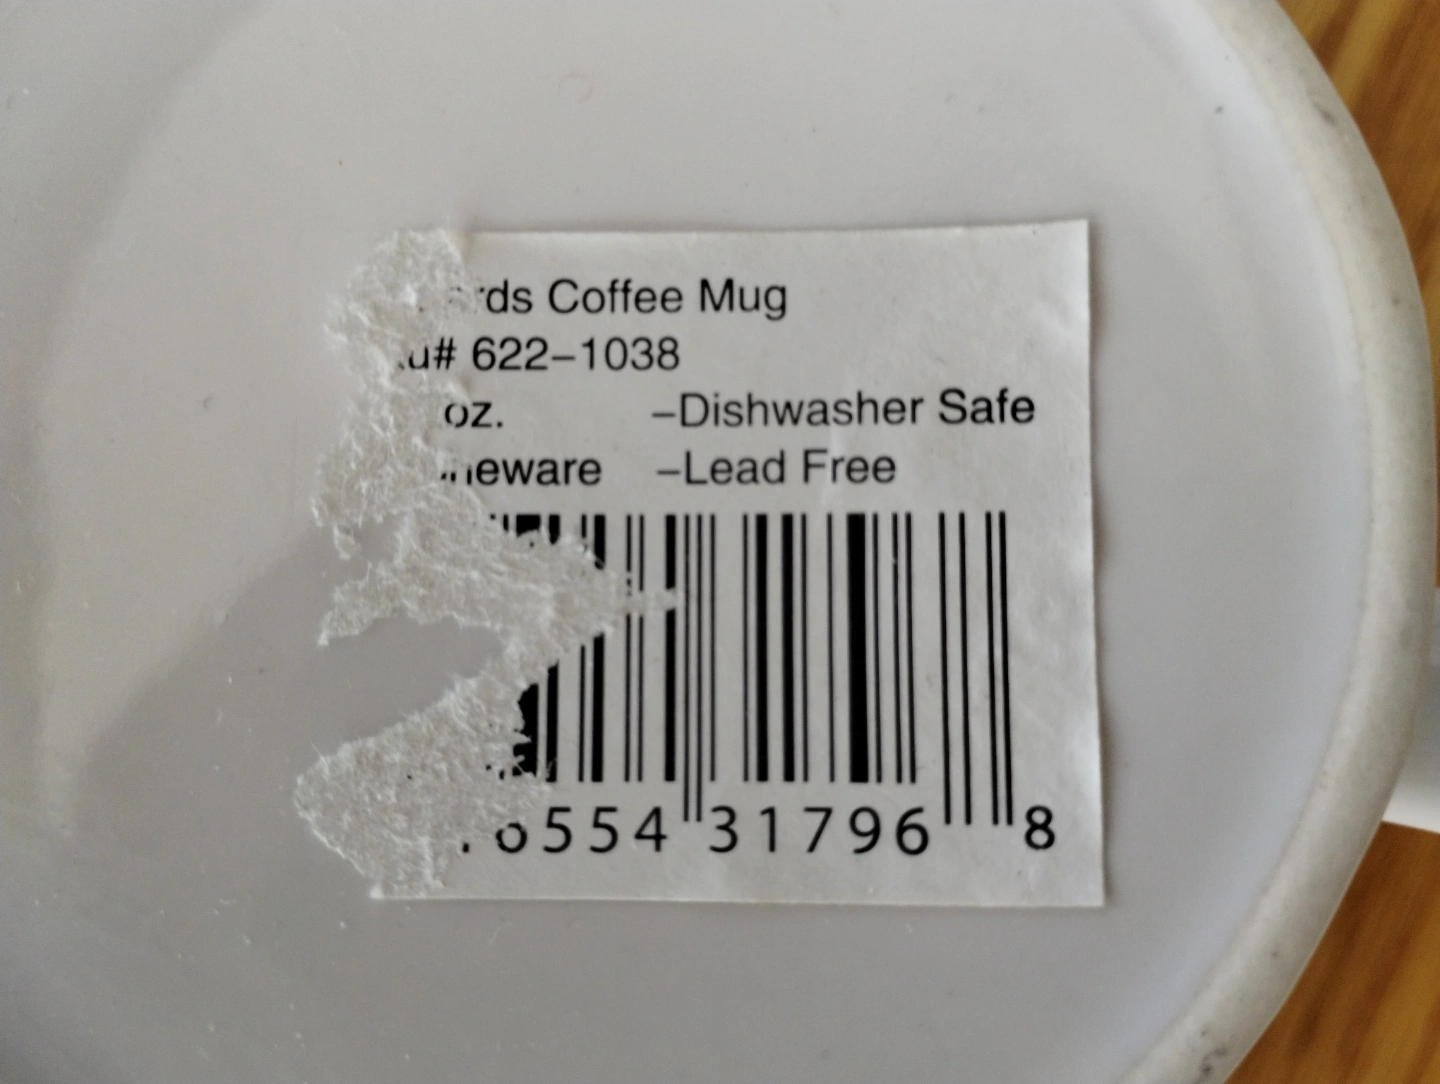 Coffee Mug
622-1038
oz. -Dishwasher Safe
-Lead Free
554 31796 8